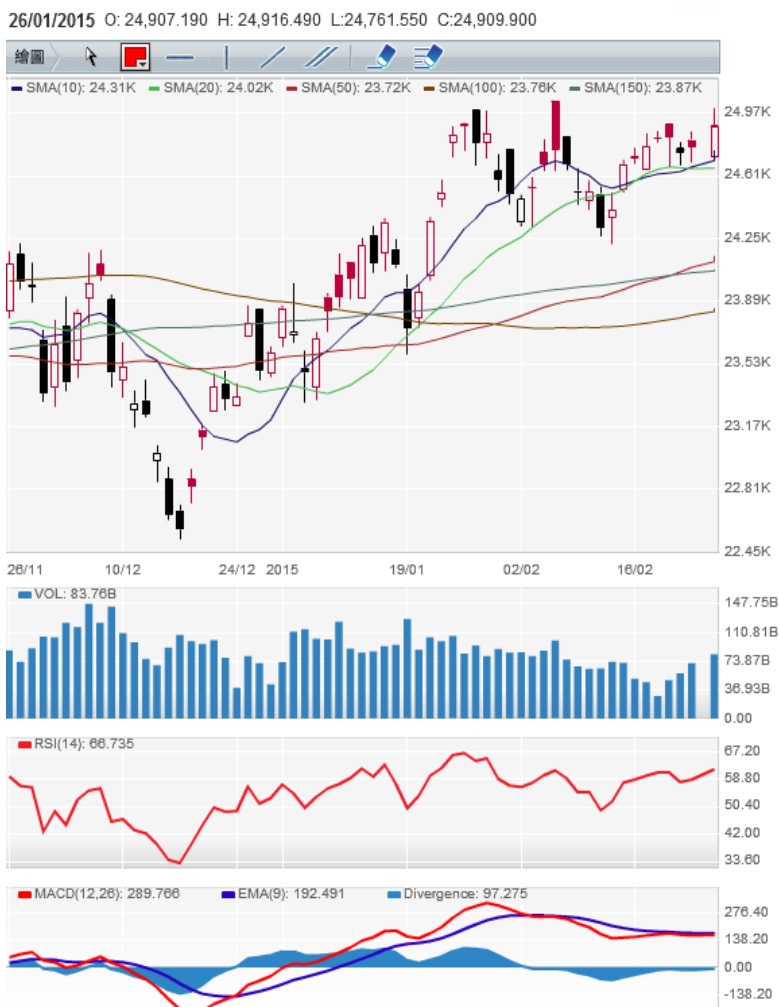 26/01/2015 O: 24,907.190 H: 24,916.490 L:24,761.550 C:24,909.900
繪圖
SMA(10): 24.31K SMA(20): 24.02K SMA(50): 23.72K SMA(100): 23.76K SMA(150): 23.87K
24.97K
24.61K
24.25K
23.89K
23.53K
23.17K
22.81K
22.45K
26/11 10/12 24/12 2015 19/01 02/02 16/02
VOL: 83.76B
147.75B
110.81B
73.87B
36.93B
0.00
RSI(14): 66.735
67.20
58.80
50.40
42.00
33.60
MACD(12,26): 289.766 EMA(9): 192.491 Divergence: 97.275
276.40
138.20
0.00
-138.20